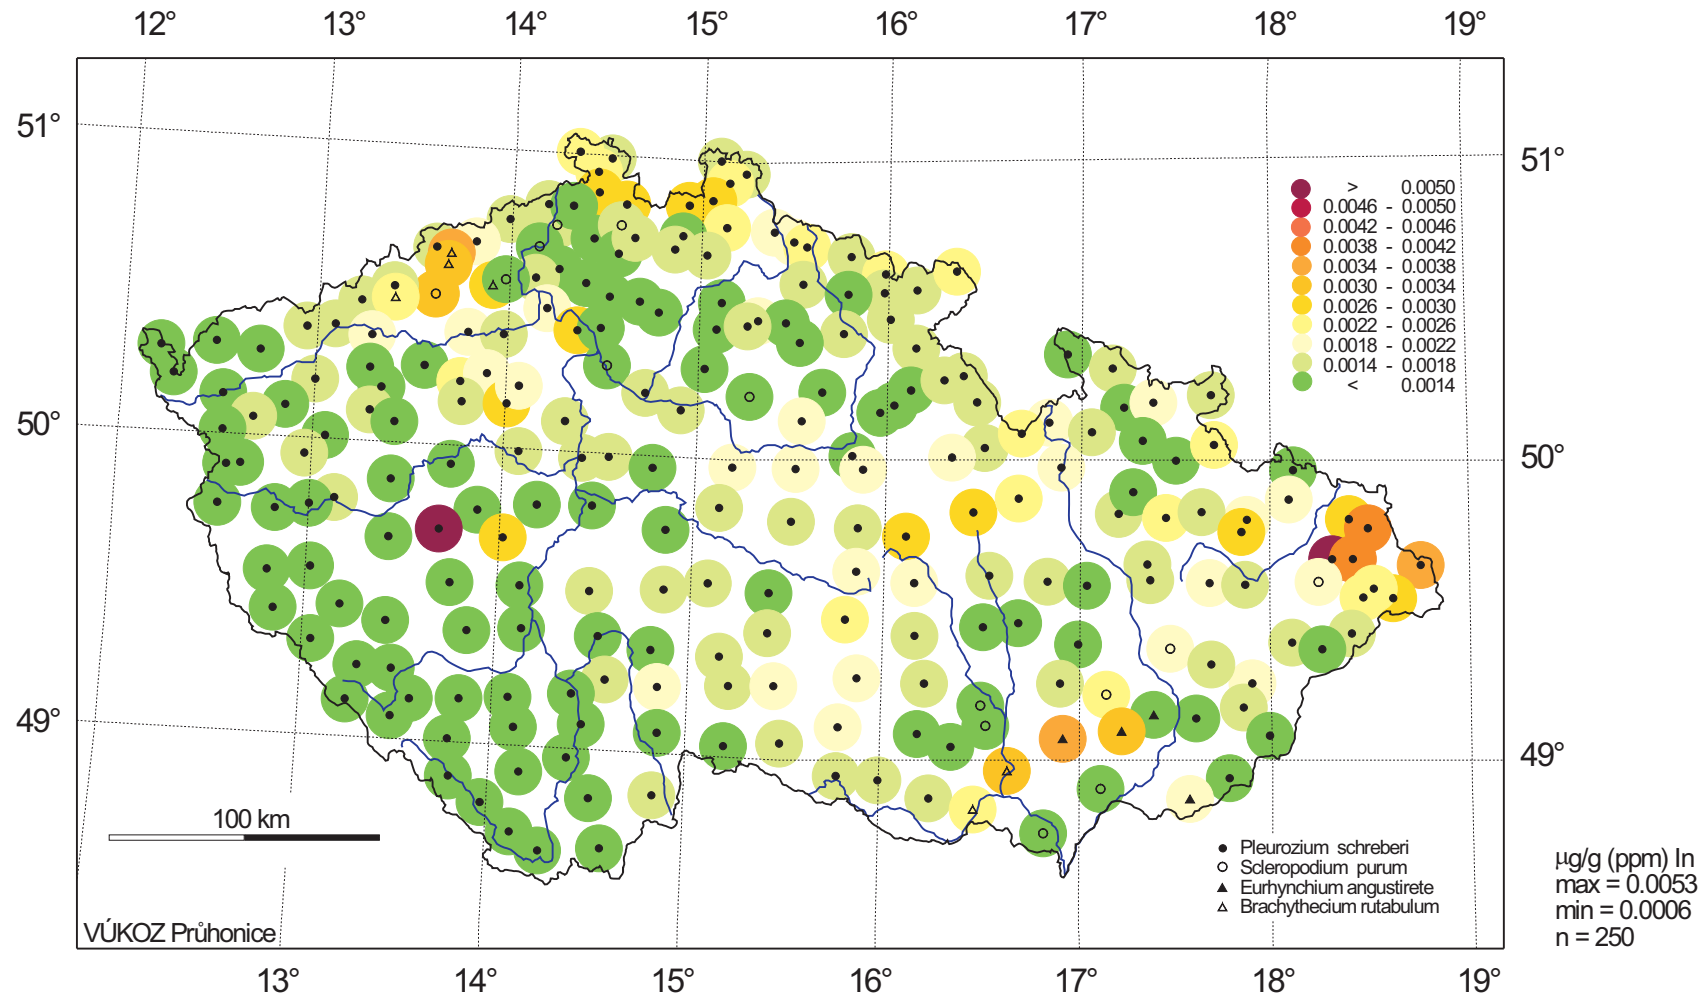 12° 13° 14° 15° 16° 17° 18° 19°
51°
51°
> 0.0050
0.0046 - 0.0050
0.0042 - 0.0046
0.0038 - 0.0042
0.0034 - 0.0038
0.0030 - 0.0034
0.0026 - 0.0030
0.0022 - 0.0026
0.0018 - 0.0022
0.0014 - 0.0018
< 0.0014
50°
50°
49°
49°
100 km
Pleurozium schreberi
Scleropodium purum
Eurhynchium angustirete
Brachythecium rutabulum
µg/g (ppm) In
max = 0.0053
min = 0.0006
n = 250
VÚKOZ Průhonice
13° 14° 15° 16° 17° 18° 19°